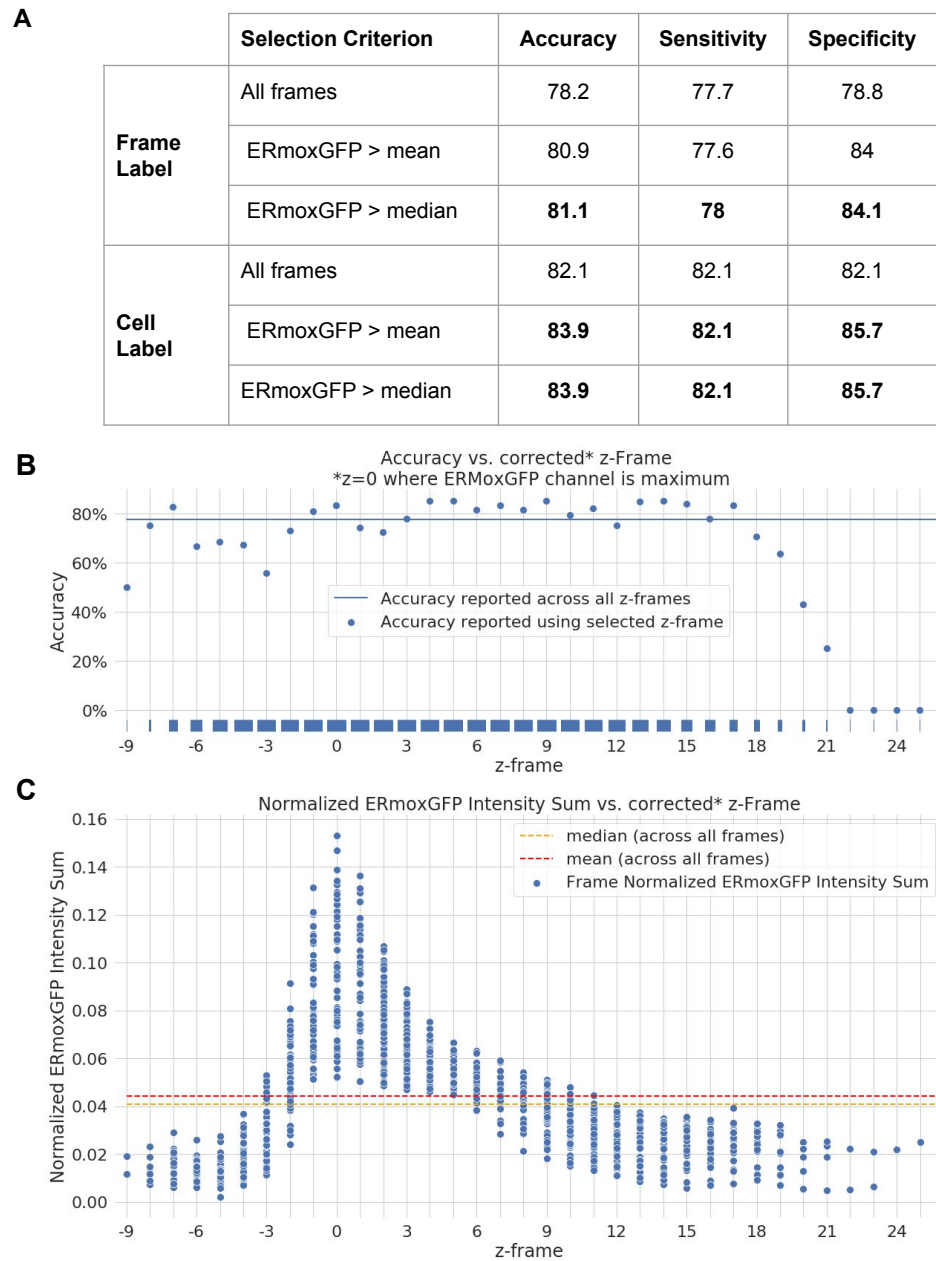 A
Selection Criterion Accuracy Sensitivity Specificity
Frame Label
All frames 78.2 77.7 78.8
ERmoxGFP > mean 80.9 77.6 84
ERmoxGFP > median 81.1 78 84.1
Cell Label
All frames 82.1 82.1 82.1
ERmoxGFP > mean 83.9 82.1 85.7
ERmoxGFP > median 83.9 82.1 85.7
B
Accuracy vs. corrected* z-Frame
*z=0 where ERMoxGFP channel is maximum
Accuracy
80%
60%
40%
20%
0%
Accuracy reported across all z-frames
Accuracy reported using selected z-frame
-9 -6 -3 0 3 6 9 12 15 18 21 24
z-frame
C
Normalized ERmoxGFP Intensity Sum vs. corrected* z-Frame
Normalized ERmoxGFP Intensity Sum
0.16
0.14
0.12
0.10
0.08
0.06
0.04
0.02
0.00
median (across all frames)
mean (across all frames)
Frame Normalized ERmoxGFP Intensity Sum
-9 -6 -3 0 3 6 9 12 15 18 21 24
z-frame